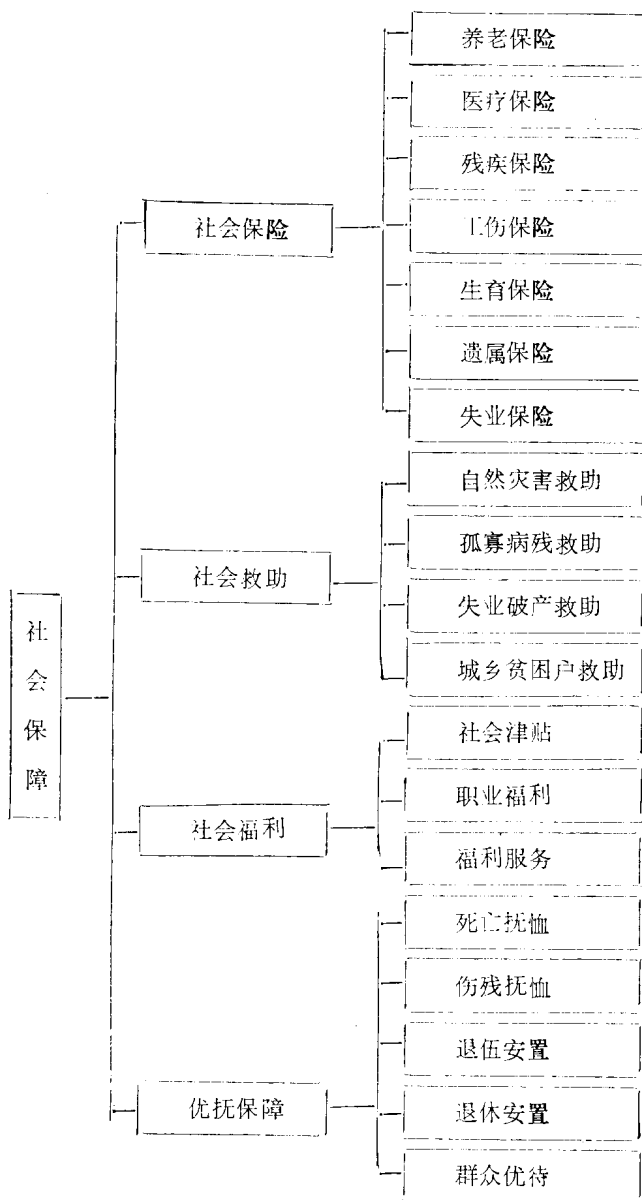 社会保障
社会保险
养老保险
医疗保险
残疾保险
工伤保险
生育保险
遗属保险
失业保险
社会救助
自然灾害救助
孤寡病残救助
失业破产救助
城乡贫困户救助
社会福利
社会津贴
职业福利
福利服务
优抚保障
死亡抚恤
伤残抚恤
退伍安置
退休安置
群众优待